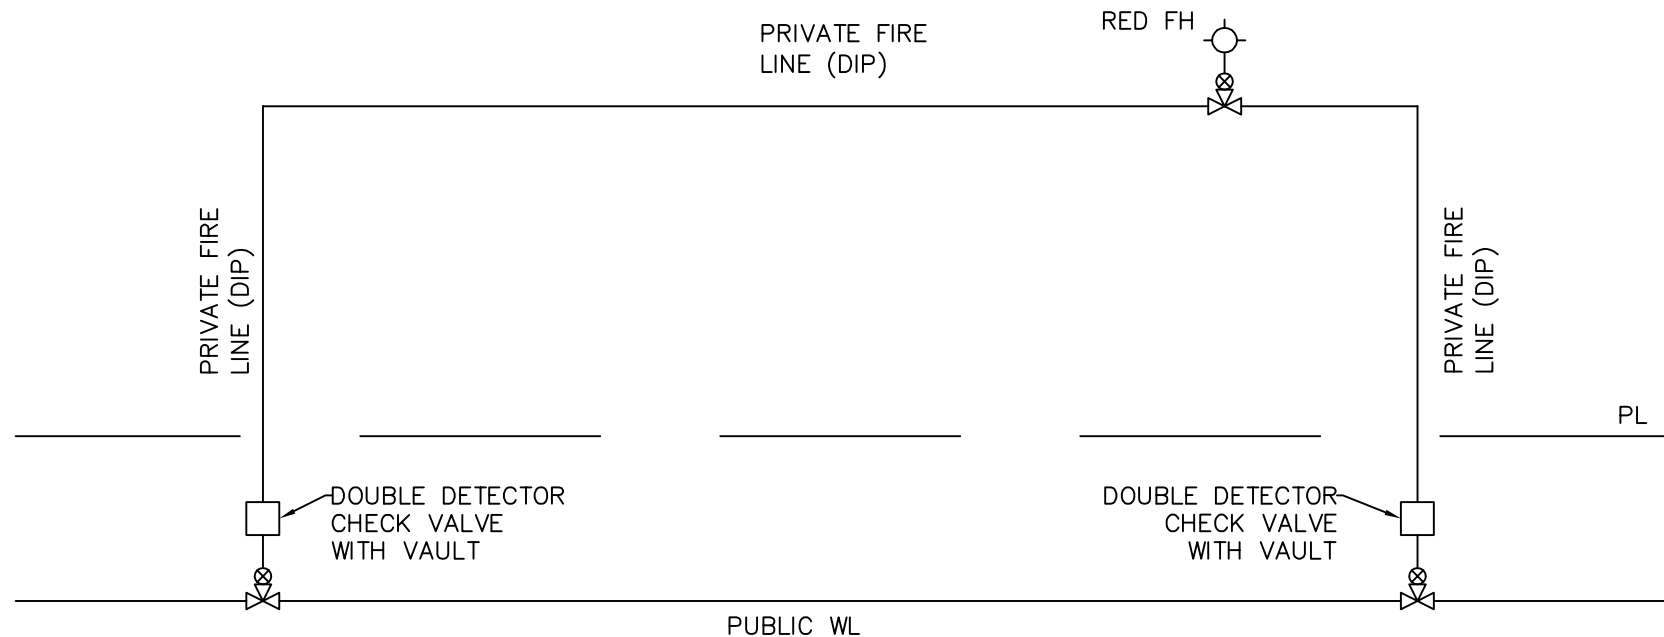 RED FH
PRIVATE FIRE
LINE (DIP)
PRIVATE FIRE
LINE (DIP)
PRIVATE FIRE
LINE (DIP)
PL
DOUBLE DETECTOR
CHECK VALVE
WITH VAULT
DOUBLE DETECTOR
CHECK VALVE
WITH VAULT
PUBLIC WL